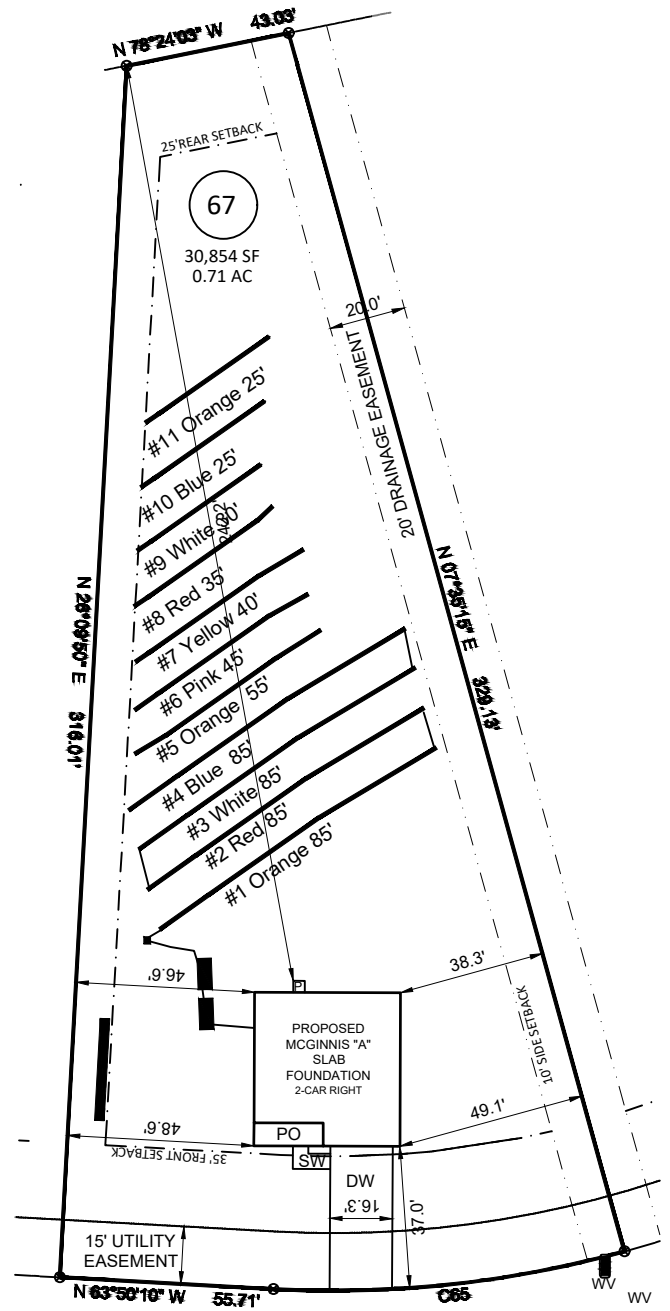 N 78°24'03" W 43.03'
25'REAR SETBACK
67
30,854 SF
0.71 AC
20.0'
20' DRAINAGE EASEMENT
#11 Orange 25'
#10 Blue 25'
#9 White 30'
#8 Red 35'
#7 Yellow 40'
#6 Pink 45'
#5 Orange 55'
#4 Blue 85'
#3 White 85'
#2 Red 85'
#1 Orange 85'
N 26°09'50" E 316.01'
N 07°35'15" E 329.13'
46.6'
38.3'
P
PROPOSED
MCGINNIS "A"
SLAB
FOUNDATION
2-CAR RIGHT
10' SIDE SETBACK
48.6'
49.1'
PO
35' FRONT SETBACK
SW
DW
16.3'
37.0'
15' UTILITY
EASEMENT
N 63°50'10" W 55.71'
C65
WV
WV